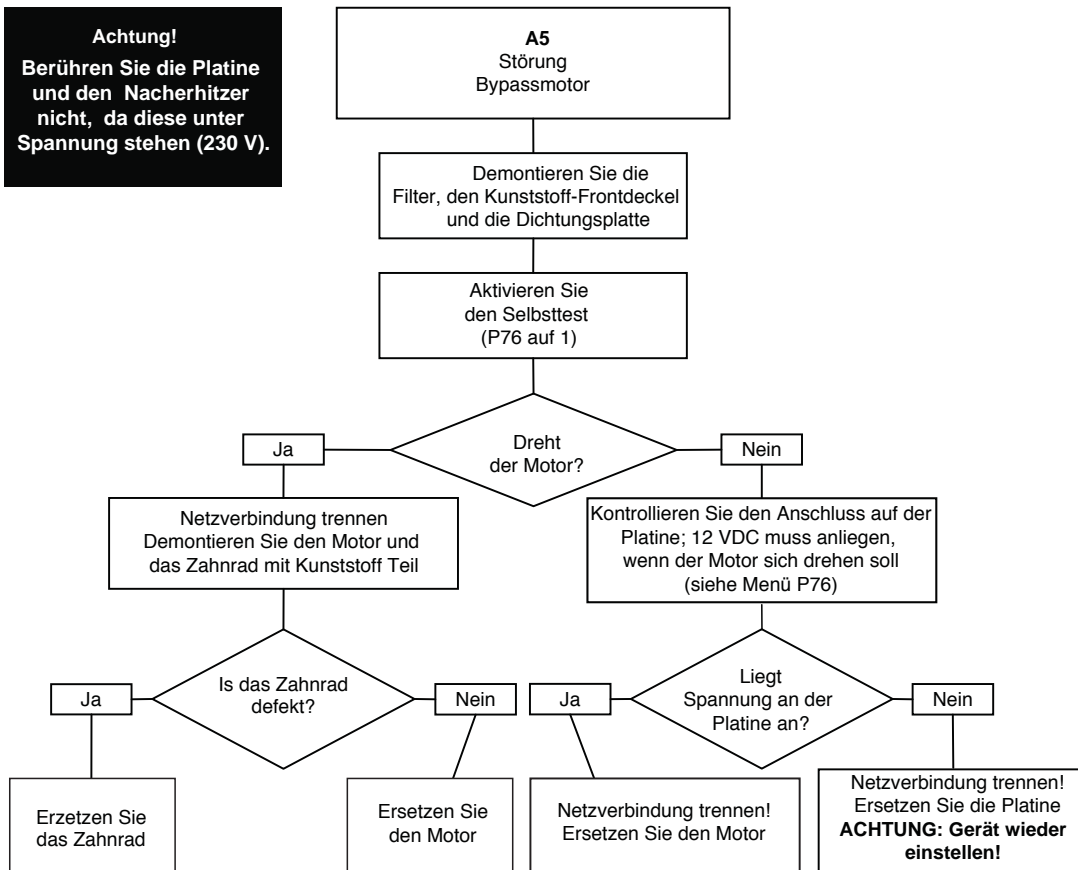 Achtung!
Berühren Sie die Platine
und den Nacherhitzer
nicht, da diese unter
Spannung stehen (230 V).
A5
Störung
Bypassmotor
Demontieren Sie die
Filter, den Kunststoff-Frontdeckel
und die Dichtungsplatte
Aktivieren Sie
den Selbsttest
(P76 auf 1)
Ja
Dreht
der Motor?
Nein
Netzverbindung trennen
Demontieren Sie den Motor und
das Zahnrad mit Kunststoff Teil
Kontrollieren Sie den Anschluss auf der
Platine; 12 VDC muss anliegen,
wenn der Motor sich drehen soll
(siehe Menü P76)
Ja
Is das Zahnrad
defekt?
Nein
Ja
Liegt
Spannung an der
Platine an?
Nein
Erzetzen Sie
das Zahnrad
Ersetzen Sie
den Motor
Netzverbindung trennen!
Ersetzen Sie den Motor
Netzverbindung trennen!
Ersetzen Sie die Platine
ACHTUNG: Gerät wieder
einstellen!